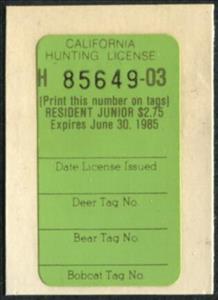 CALIFORNIA
HUNTING LICENSE
H 85649-03
(Print this number on tags)
RESIDENT JUNIOR $2.75
Expires June 30, 1985
Date License Issued
Deer Tag No.
Bear Tag No.
Bobcat Tag No.